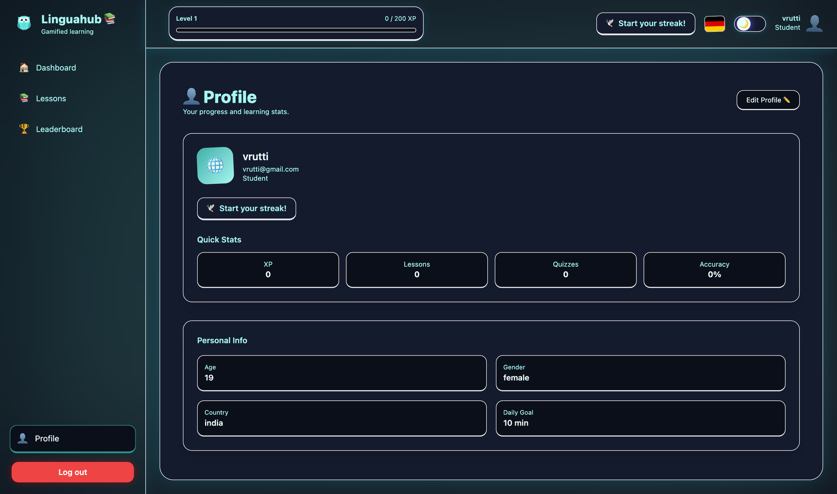 Linguahub
Gamified learning
Dashboard
Lessons
Leaderboard
Profile
Log out
Level 1
0 / 200 XP
Start your streak!
vrutti
Student
Profile
Your progress and learning stats.
Edit Profile
vrutti
vrutti@gmail.com
Student
Start your streak!
Quick Stats
XP
0
Lessons
0
Quizzes
0
Accuracy
0%
Personal Info
Age
19
Gender
female
Country
india
Daily Goal
10 min